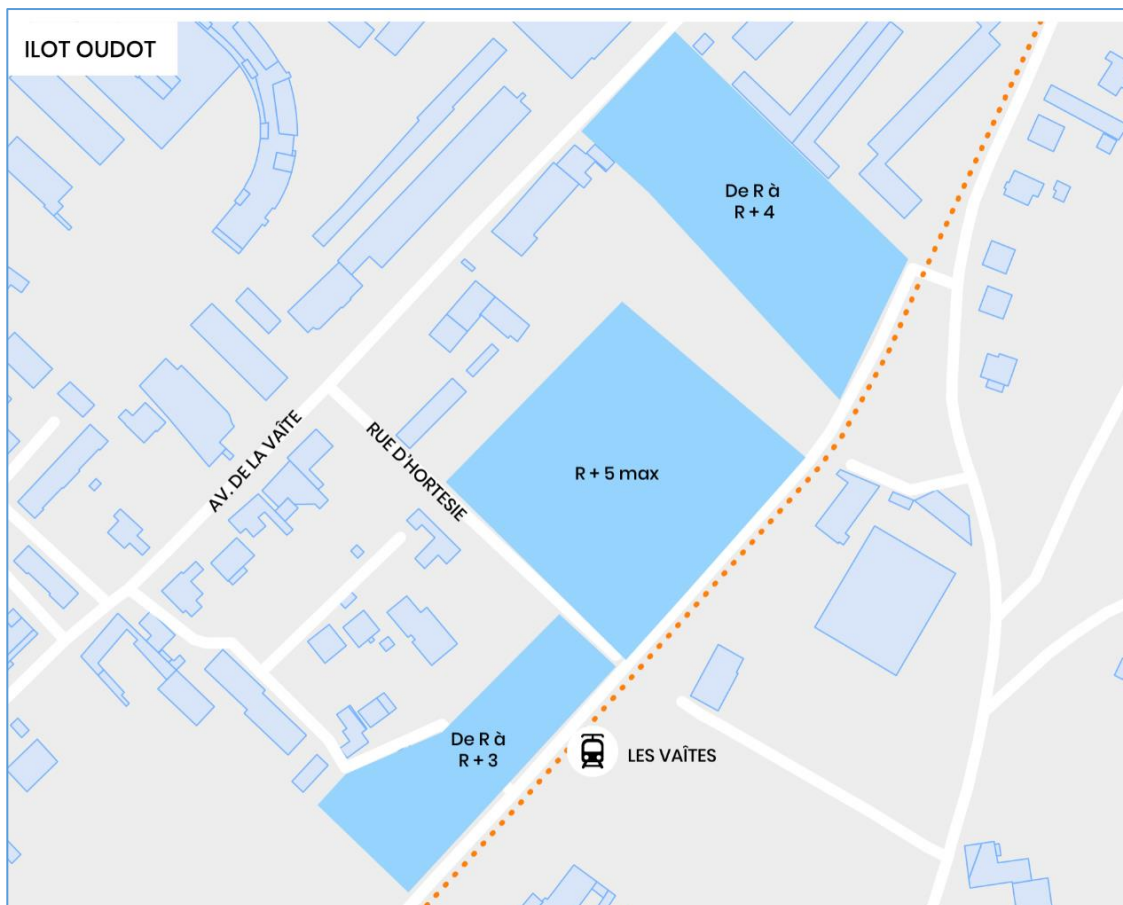 ILOT OUDOT
De R à
R + 4
AV. DE LA VAÎTE
RUE D'HORTESIE
R + 5 max
De R à
R + 3
LES VAÎTES